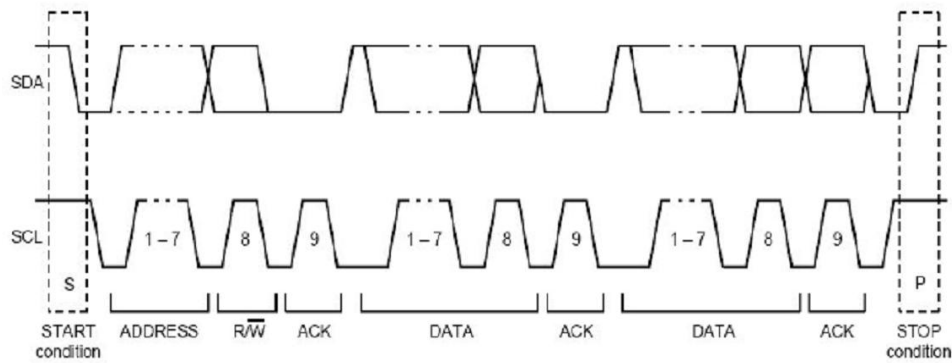 SDA
SCL
1 – 7 8 9 1 – 7 8 9 1 – 7 8 9
S P
START condition ADDRESS R/W̅ ACK DATA ACK DATA ACK STOP condition